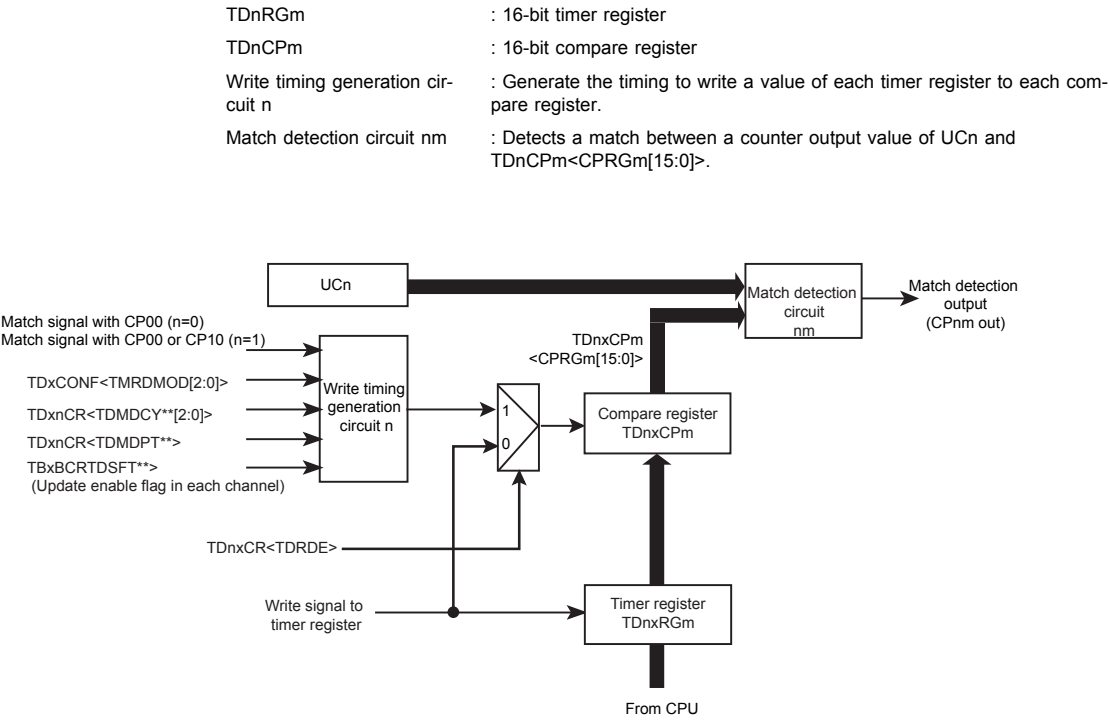 TDnRGm : 16-bit timer register
TDnCPm : 16-bit compare register
Write timing generation cir- : Generate the timing to write a value of each timer register to each com-
cuit n pare register.
Match detection circuit nm : Detects a match between a counter output value of UCn and
TDnCPm<CPRGm[15:0]>.
UCn
Match detection
circuit
nm
Match detection
output
(CPnm out)
Match signal with CP00 (n=0)
Match signal with CP00 or CP10 (n=1)
TDxCONF<TMRDMOD[2:0]>
TDxnCR<TDMDCY**[2:0]>
TDxnCR<TDMDPT**>
TBxBCRTDSFT**>
(Update enable flag in each channel)
Write timing
generation
circuit n
1
0
TDnxCPm
<CPRGm[15:0]>
Compare register
TDnxCPm
TDnxCR<TDRDE>
Write signal to
timer register
Timer register
TDnxRGm
From CPU